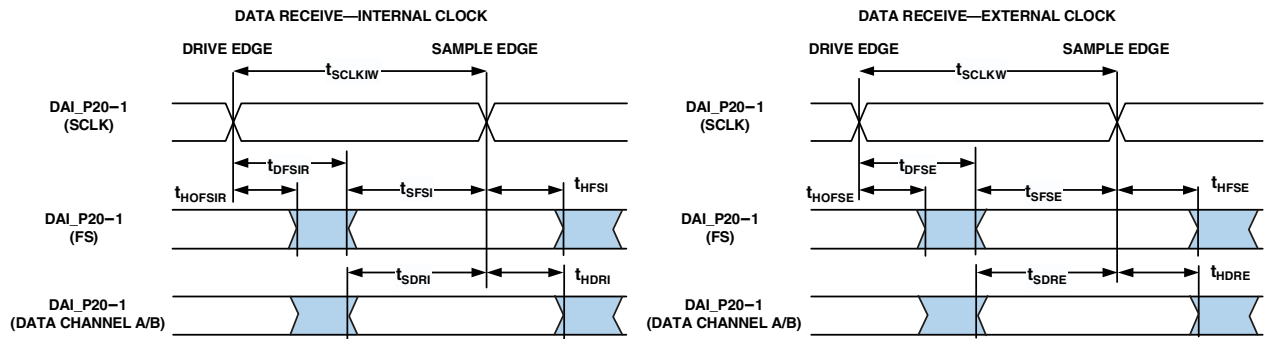 DATA RECEIVE—INTERNAL CLOCK
DRIVE EDGE SAMPLE EDGE
tSCLKIW
DAI_P20–1
(SCLK)
tDFSIR
tHOFSIR tSFSI tHFSI
DAI_P20–1
(FS)
tSDRI tHDRI
DAI_P20–1
(DATA CHANNEL A/B)
DATA RECEIVE—EXTERNAL CLOCK
DRIVE EDGE SAMPLE EDGE
tSCLKW
DAI_P20–1
(SCLK)
tDFSE
tHOFSE tSFSE tHFSE
DAI_P20–1
(FS)
tSDRE tHDRE
DAI_P20–1
(DATA CHANNEL A/B)